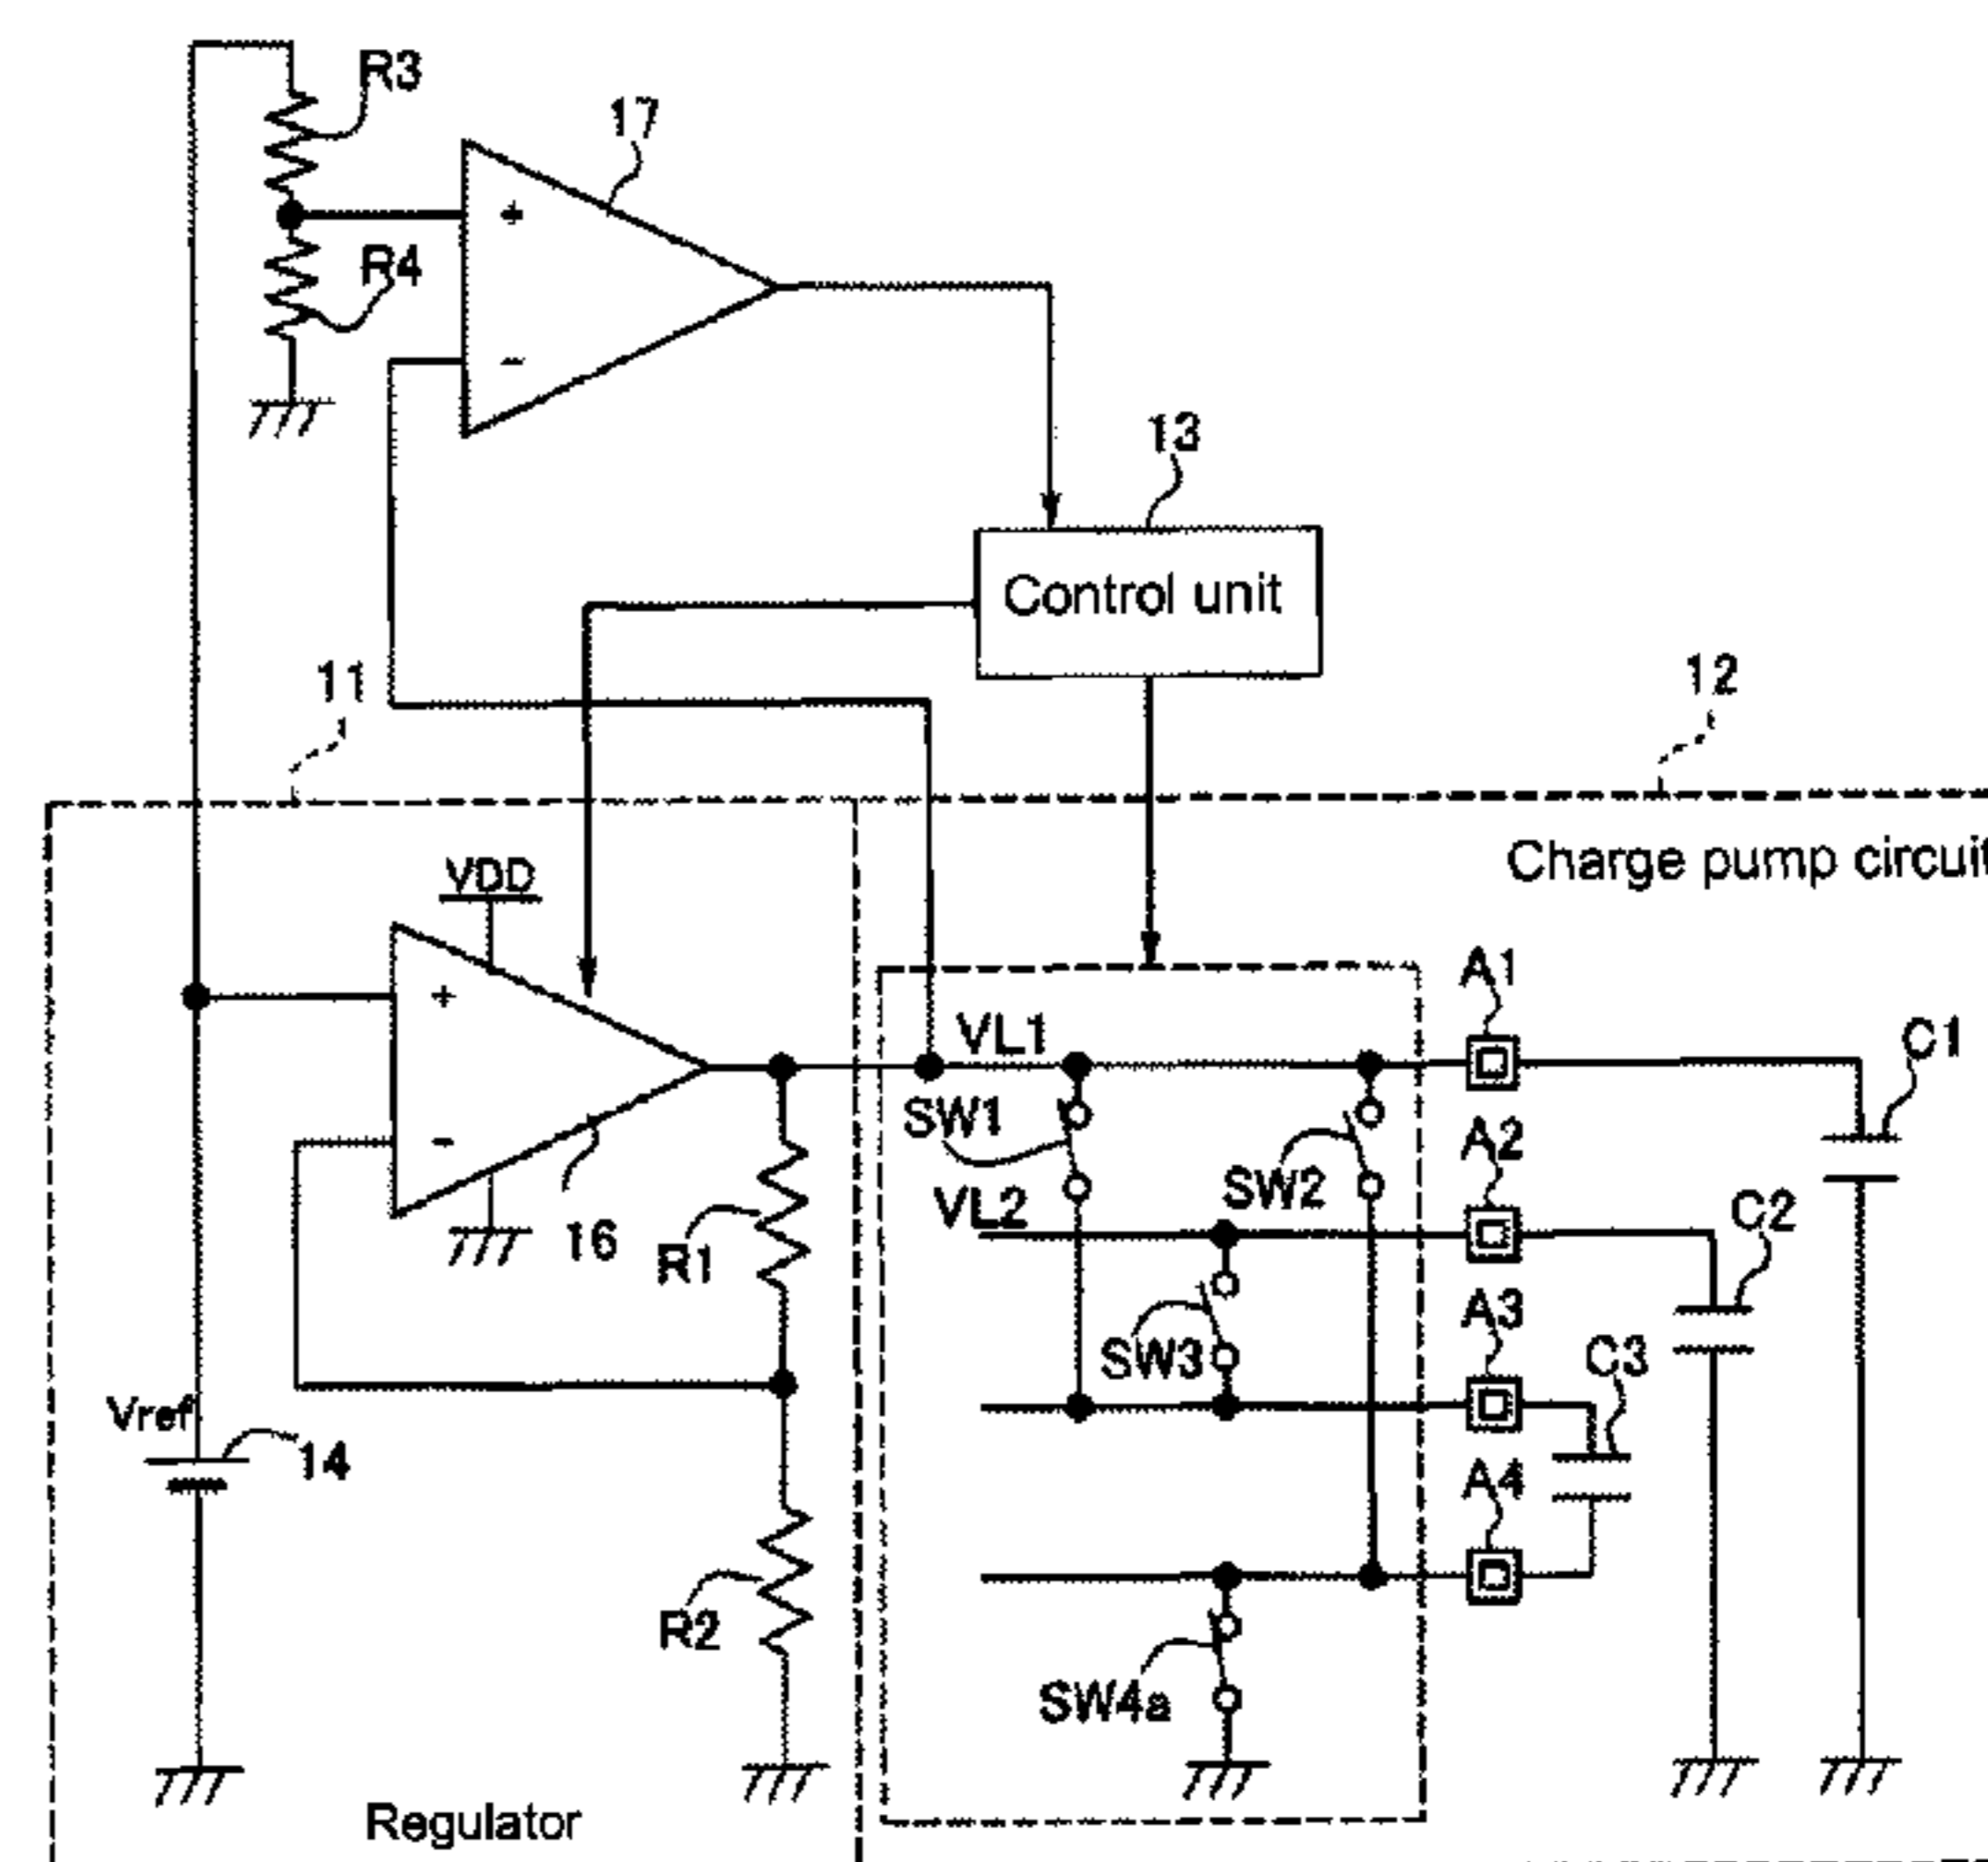 R3
17
+
R4
-
13
Control unit
11
12
VDD
Charge pump circuit
A1
+
VL1
C1
SW1
A2
-
SW2
VL2
C2
16
R1
A3
SW3
C3
Vref
14
A4
R2
SW4a
Regulator